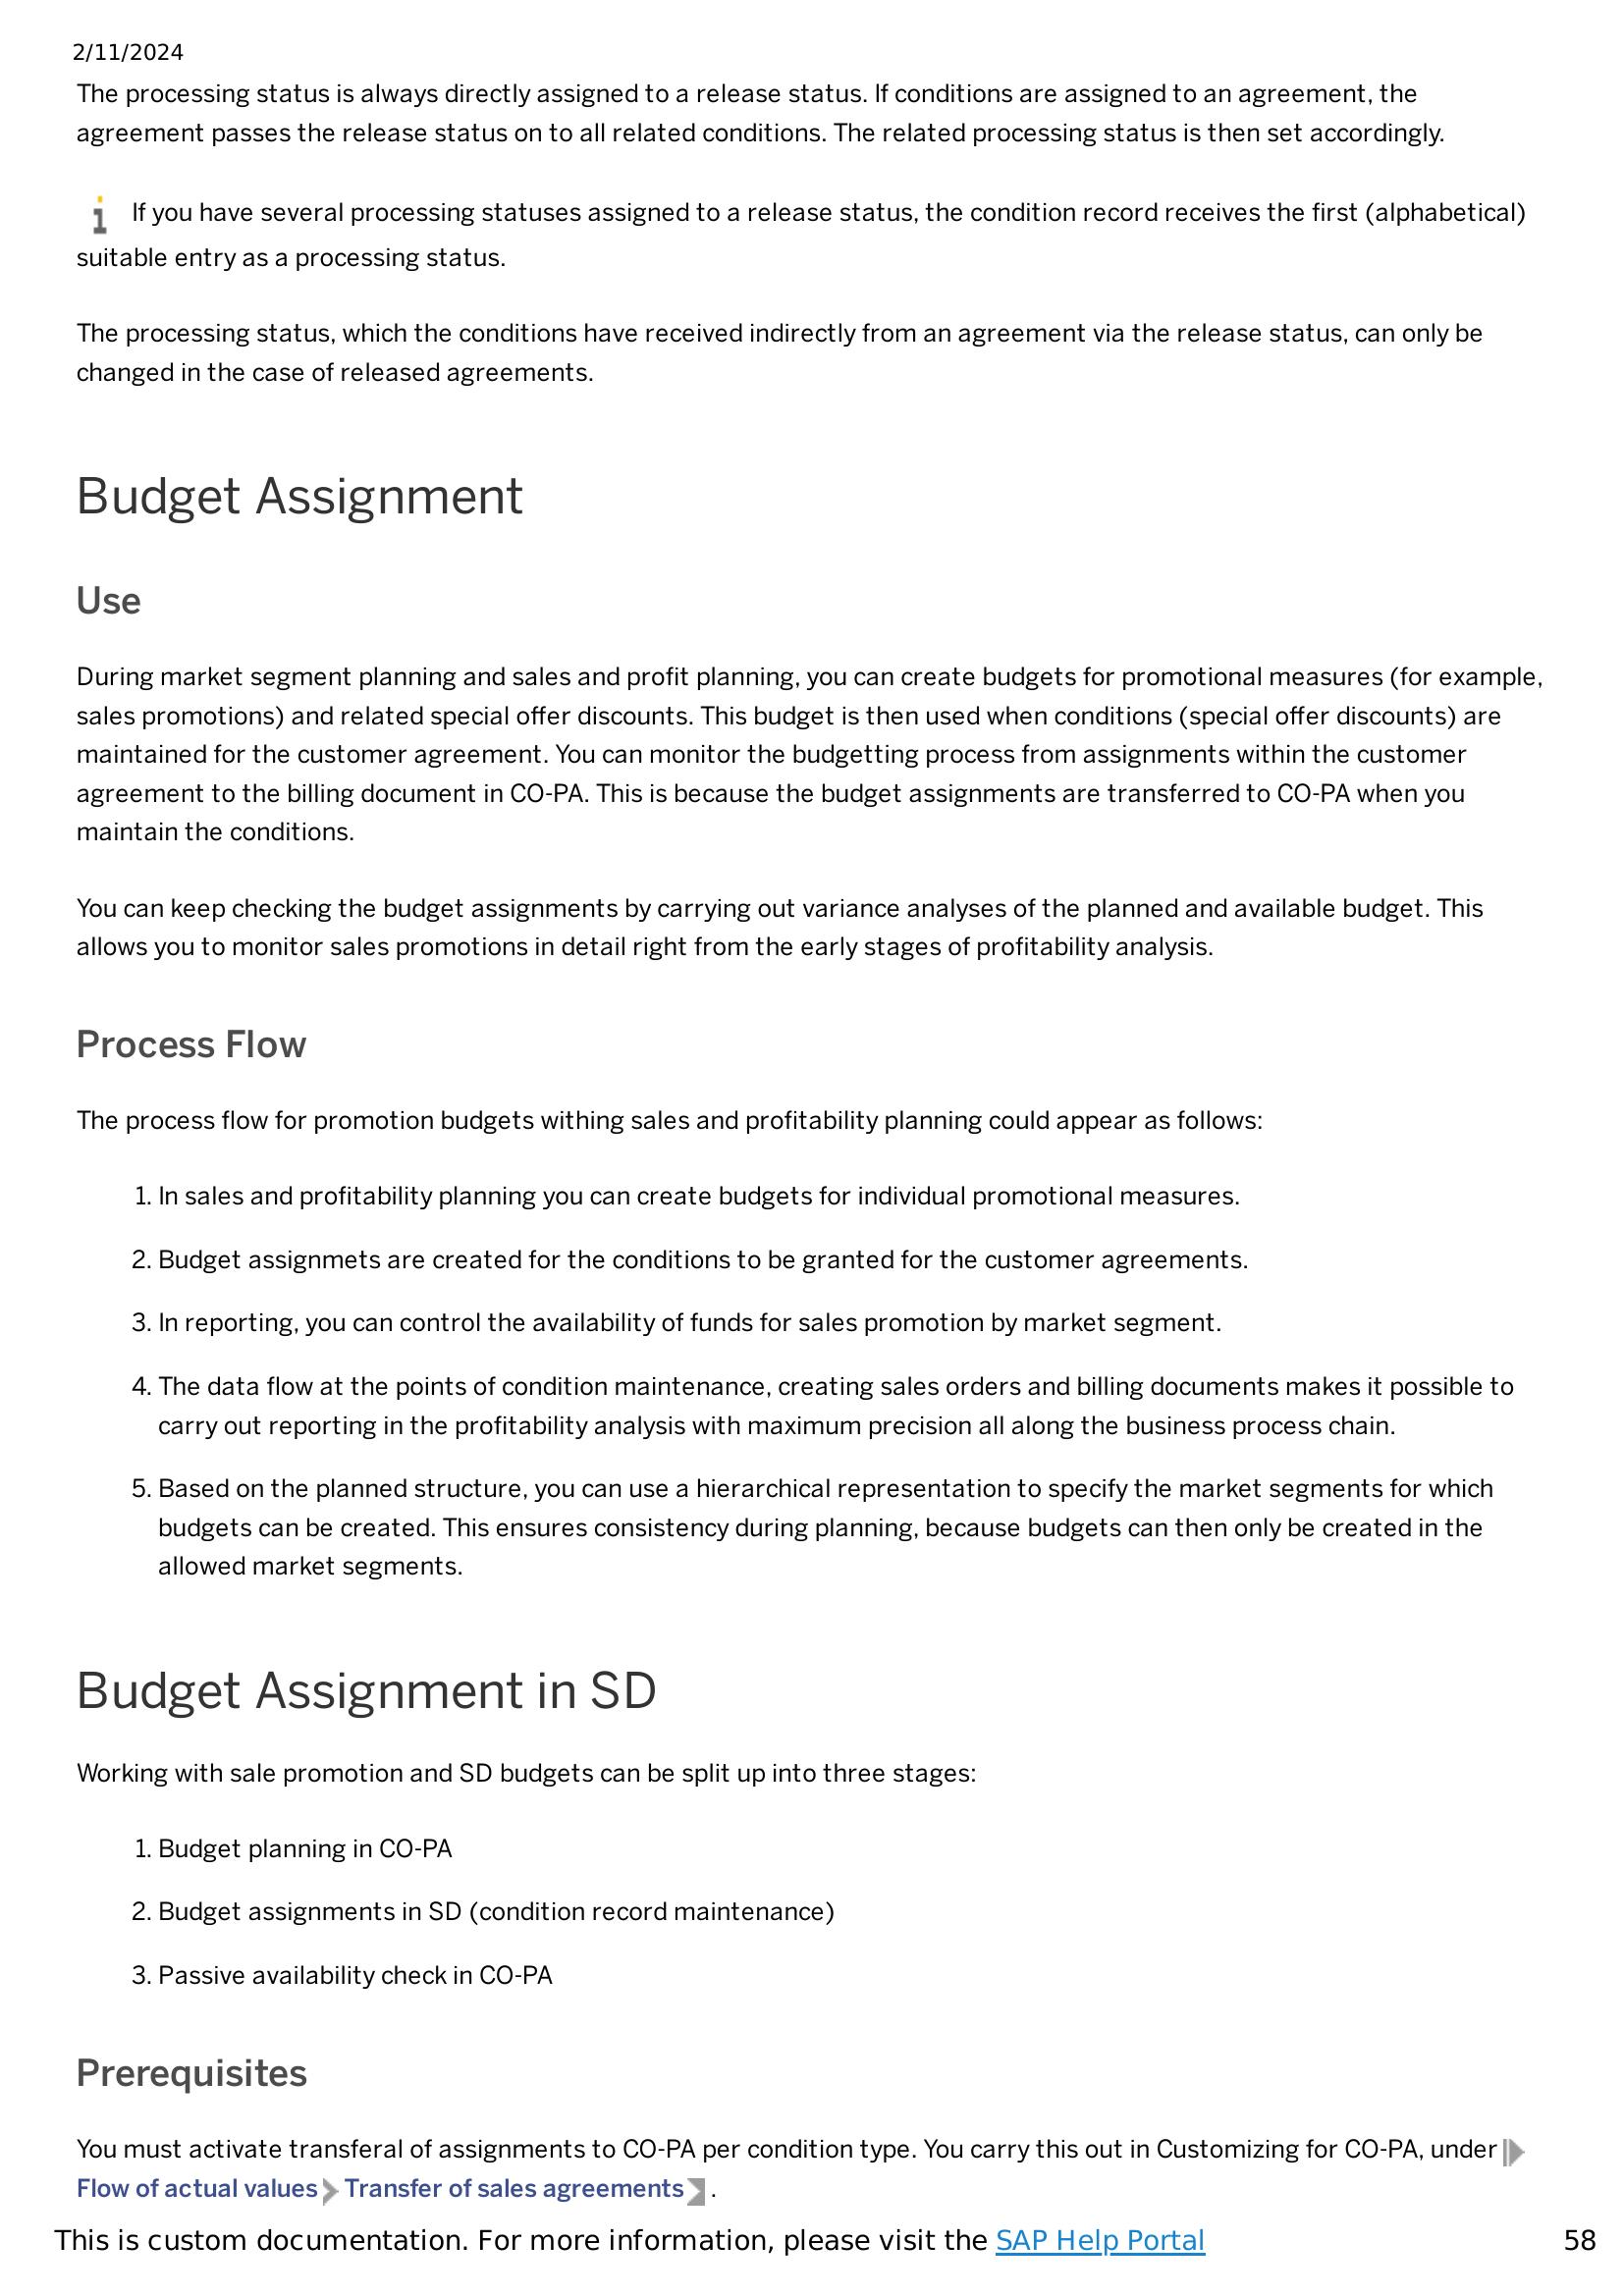 2/11/2024
The processing status is always directly assigned to a release status. If conditions are assigned to an agreement, the
agreement passes the release status on to all related conditions. The related processing status is then set accordingly.
If you have several processing statuses assigned to a release status, the condition record receives the first (alphabetical)
suitable entry as a processing status.
The processing status, which the conditions have received indirectly from an agreement via the release status, can only be
changed in the case of released agreements.
Budget Assignment
Use
During market segment planning and sales and profit planning, you can create budgets for promotional measures (for example,
sales promotions) and related special offer discounts. This budget is then used when conditions (special offer discounts) are
maintained for the customer agreement. You can monitor the budgetting process from assignments within the customer
agreement to the billing document in CO-PA. This is because the budget assignments are transferred to CO-PA when you
maintain the conditions.
You can keep checking the budget assignments by carrying out variance analyses of the planned and available budget. This
allows you to monitor sales promotions in detail right from the early stages of profitability analysis.
Process Flow
The process flow for promotion budgets withing sales and profitability planning could appear as follows:
1. In sales and profitability planning you can create budgets for individual promotional measures.
2. Budget assignmets are created for the conditions to be granted for the customer agreements.
3. In reporting, you can control the availability of funds for sales promotion by market segment.
4. The data flow at the points of condition maintenance, creating sales orders and billing documents makes it possible to
carry out reporting in the profitability analysis with maximum precision all along the business process chain.
5. Based on the planned structure, you can use a hierarchical representation to specify the market segments for which
budgets can be created. This ensures consistency during planning, because budgets can then only be created in the
allowed market segments.
Budget Assignment in SD
Working with sale promotion and SD budgets can be split up into three stages:
1. Budget planning in CO-PA
2. Budget assignments in SD (condition record maintenance)
3. Passive availability check in CO-PA
Prerequisites
You must activate transferal of assignments to CO-PA per condition type. You carry this out in Customizing for CO-PA, under
Flow of actual values Transfer of sales agreements .
This is custom documentation. For more information, please visit the SAP Help Portal 58